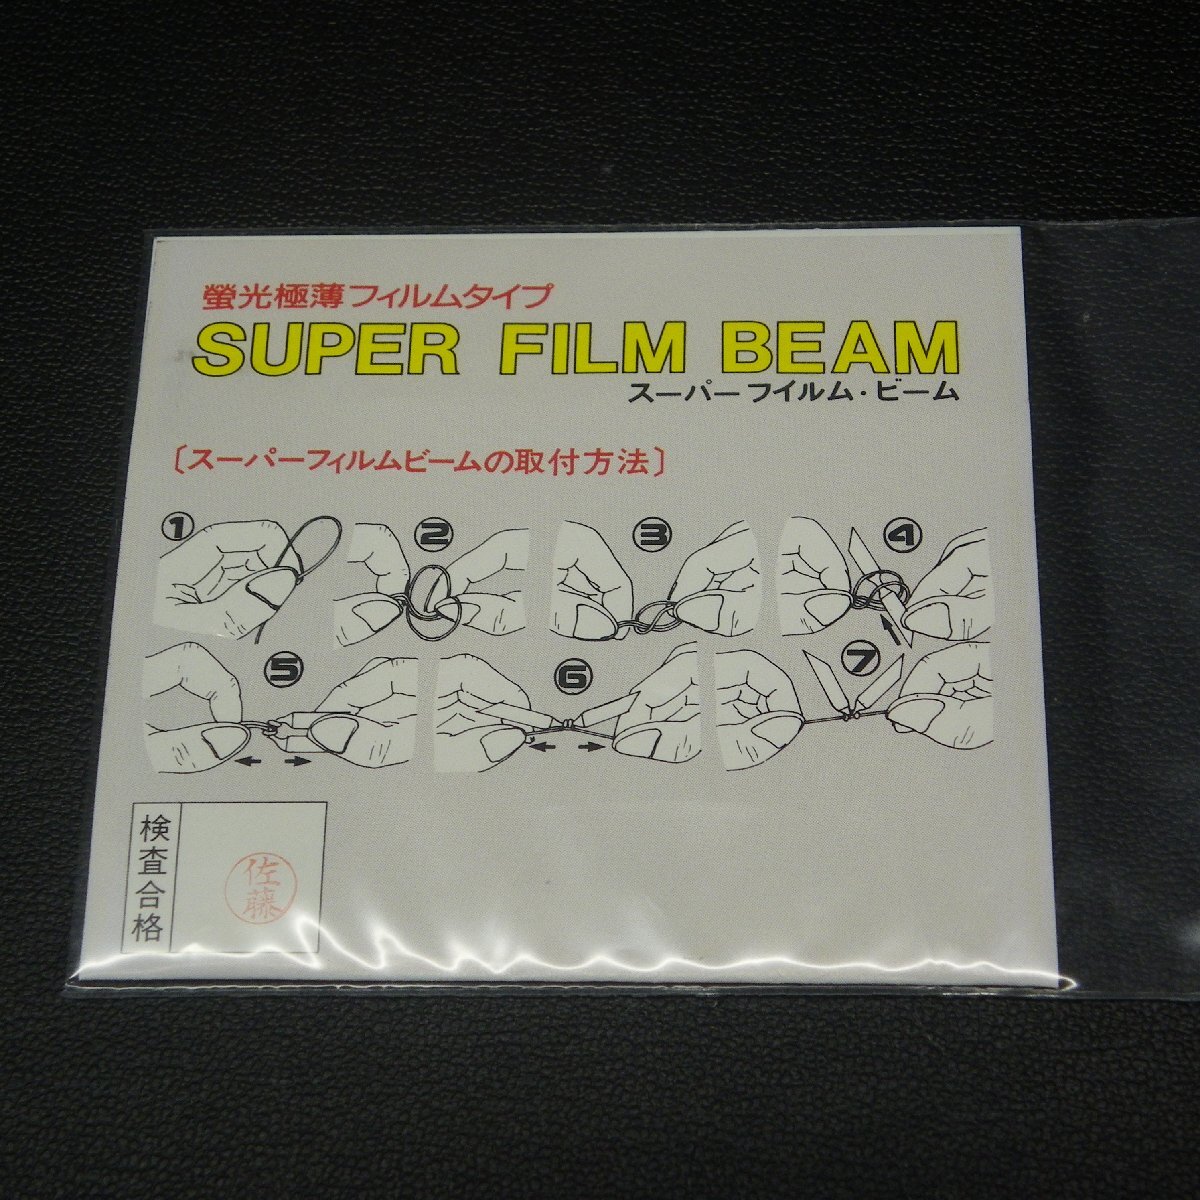 螢光極薄フィルムタイプ
SUPER FILM BEAM
スーパーフイルム・ビーム
〔スーパーフィルムビームの取付方法〕
① ② ③ ④
⑤ ⑥ ⑦
検査合格
佐藤